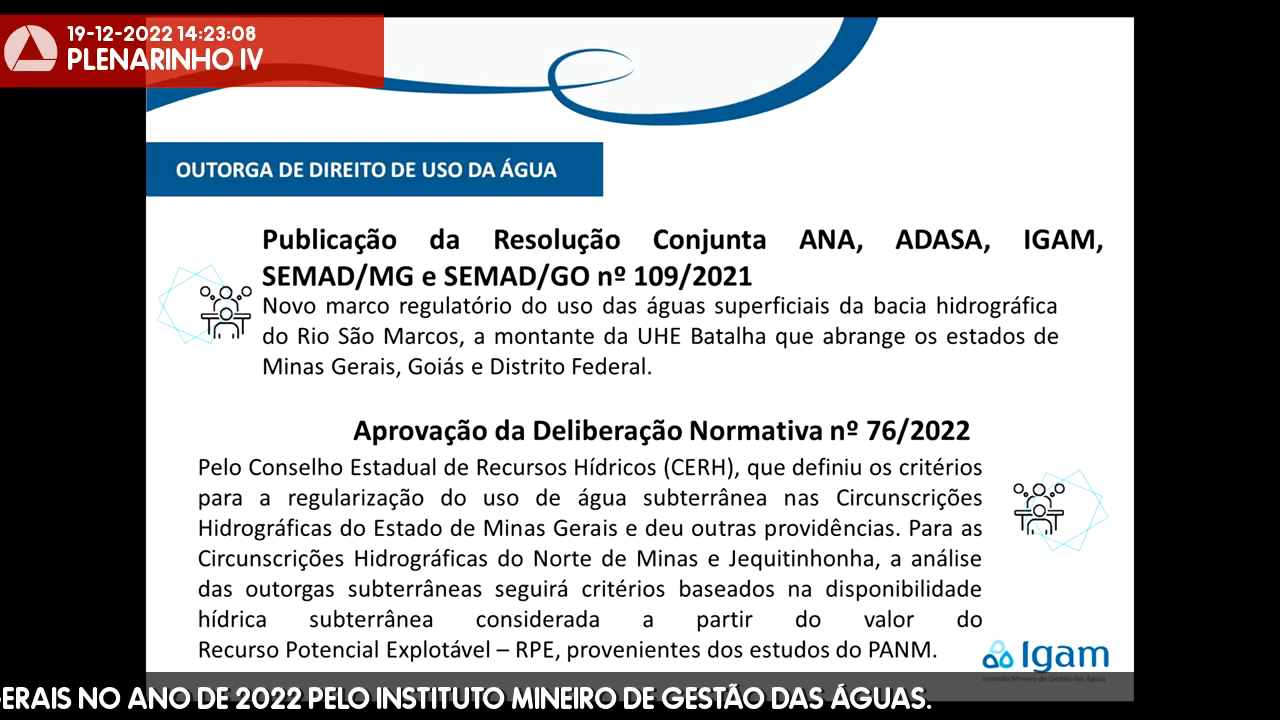 19-12-2022 14:23:08
PLENARINHO IV
OUTORGA DE DIREITO DE USO DA ÁGUA
Publicação da Resolução Conjunta ANA, ADASA, IGAM,
SEMAD/MG e SEMAD/GO nº 109/2021
Novo marco regulatório do uso das águas superficiais da bacia hidrográfica
do Rio São Marcos, a montante da UHE Batalha que abrange os estados de
Minas Gerais, Goiás e Distrito Federal.
Aprovação da Deliberação Normativa nº 76/2022
Pelo Conselho Estadual de Recursos Hídricos (CERH), que definiu os critérios
para a regularização do uso de água subterrânea nas Circunscrições
Hidrográficas do Estado de Minas Gerais e deu outras providências. Para as
Circunscrições Hidrográficas do Norte de Minas e Jequitinhonha, a análise
das outorgas subterrâneas seguirá critérios baseados na disponibilidade
hídrica subterrânea considerada a partir do valor do
Recurso Potencial Explotável – RPE, provenientes dos estudos do PANM.
Igam
Instituto Mineiro de Gestão das Águas
GERAIS NO ANO DE 2022 PELO INSTITUTO MINEIRO DE GESTÃO DAS ÁGUAS.